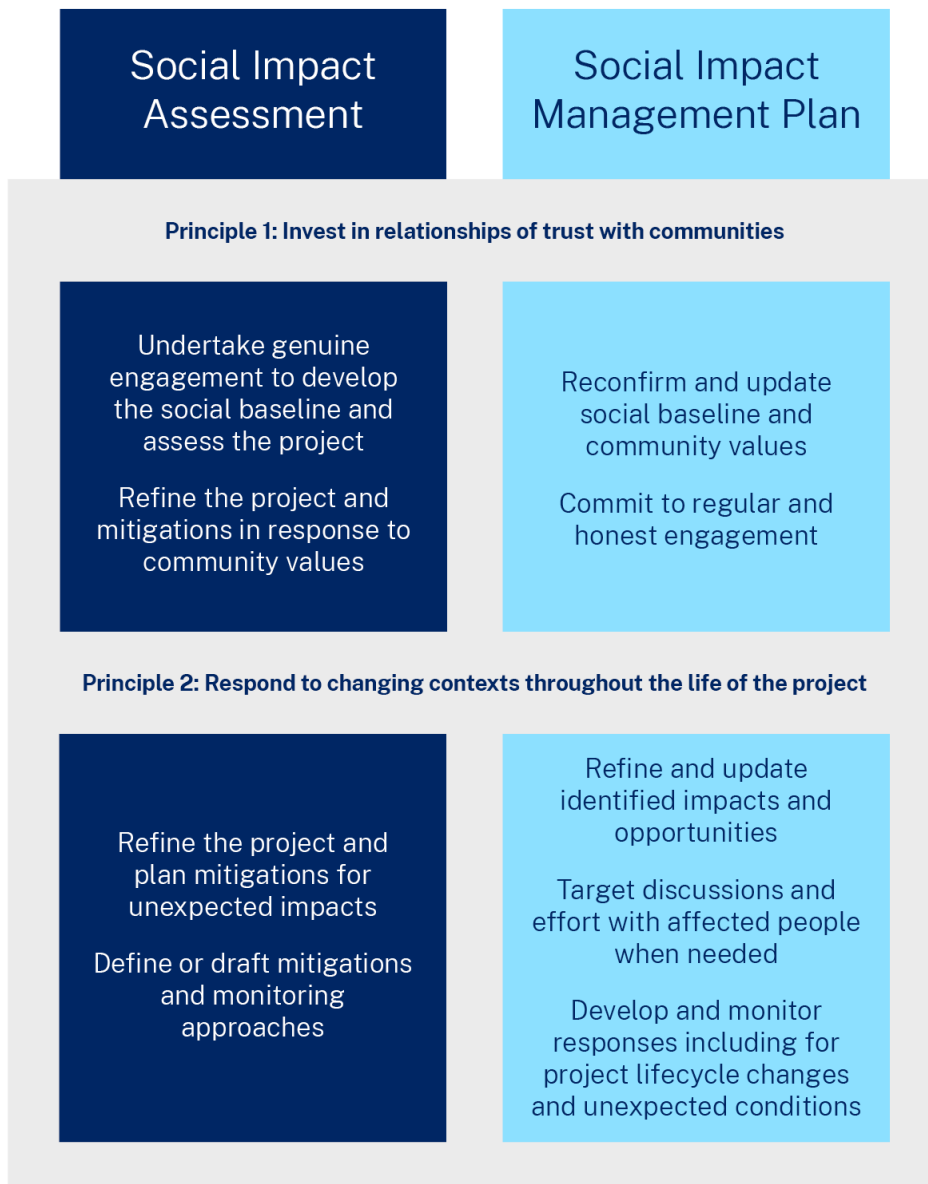 Social Impact
Assessment
Social Impact
Management Plan
Principle 1: Invest in relationships of trust with communities
Undertake genuine
engagement to develop
the social baseline and
assess the project
Refine the project and
mitigations in response to
community values
Reconfirm and update
social baseline and
community values
Commit to regular and
honest engagement
Principle 2: Respond to changing contexts throughout the life of the project
Refine the project and
plan mitigations for
unexpected impacts
Define or draft mitigations
and monitoring
approaches
Refine and update
identified impacts and
opportunities
Target discussions and
effort with affected people
when needed
Develop and monitor
responses including for
project lifecycle changes
and unexpected conditions